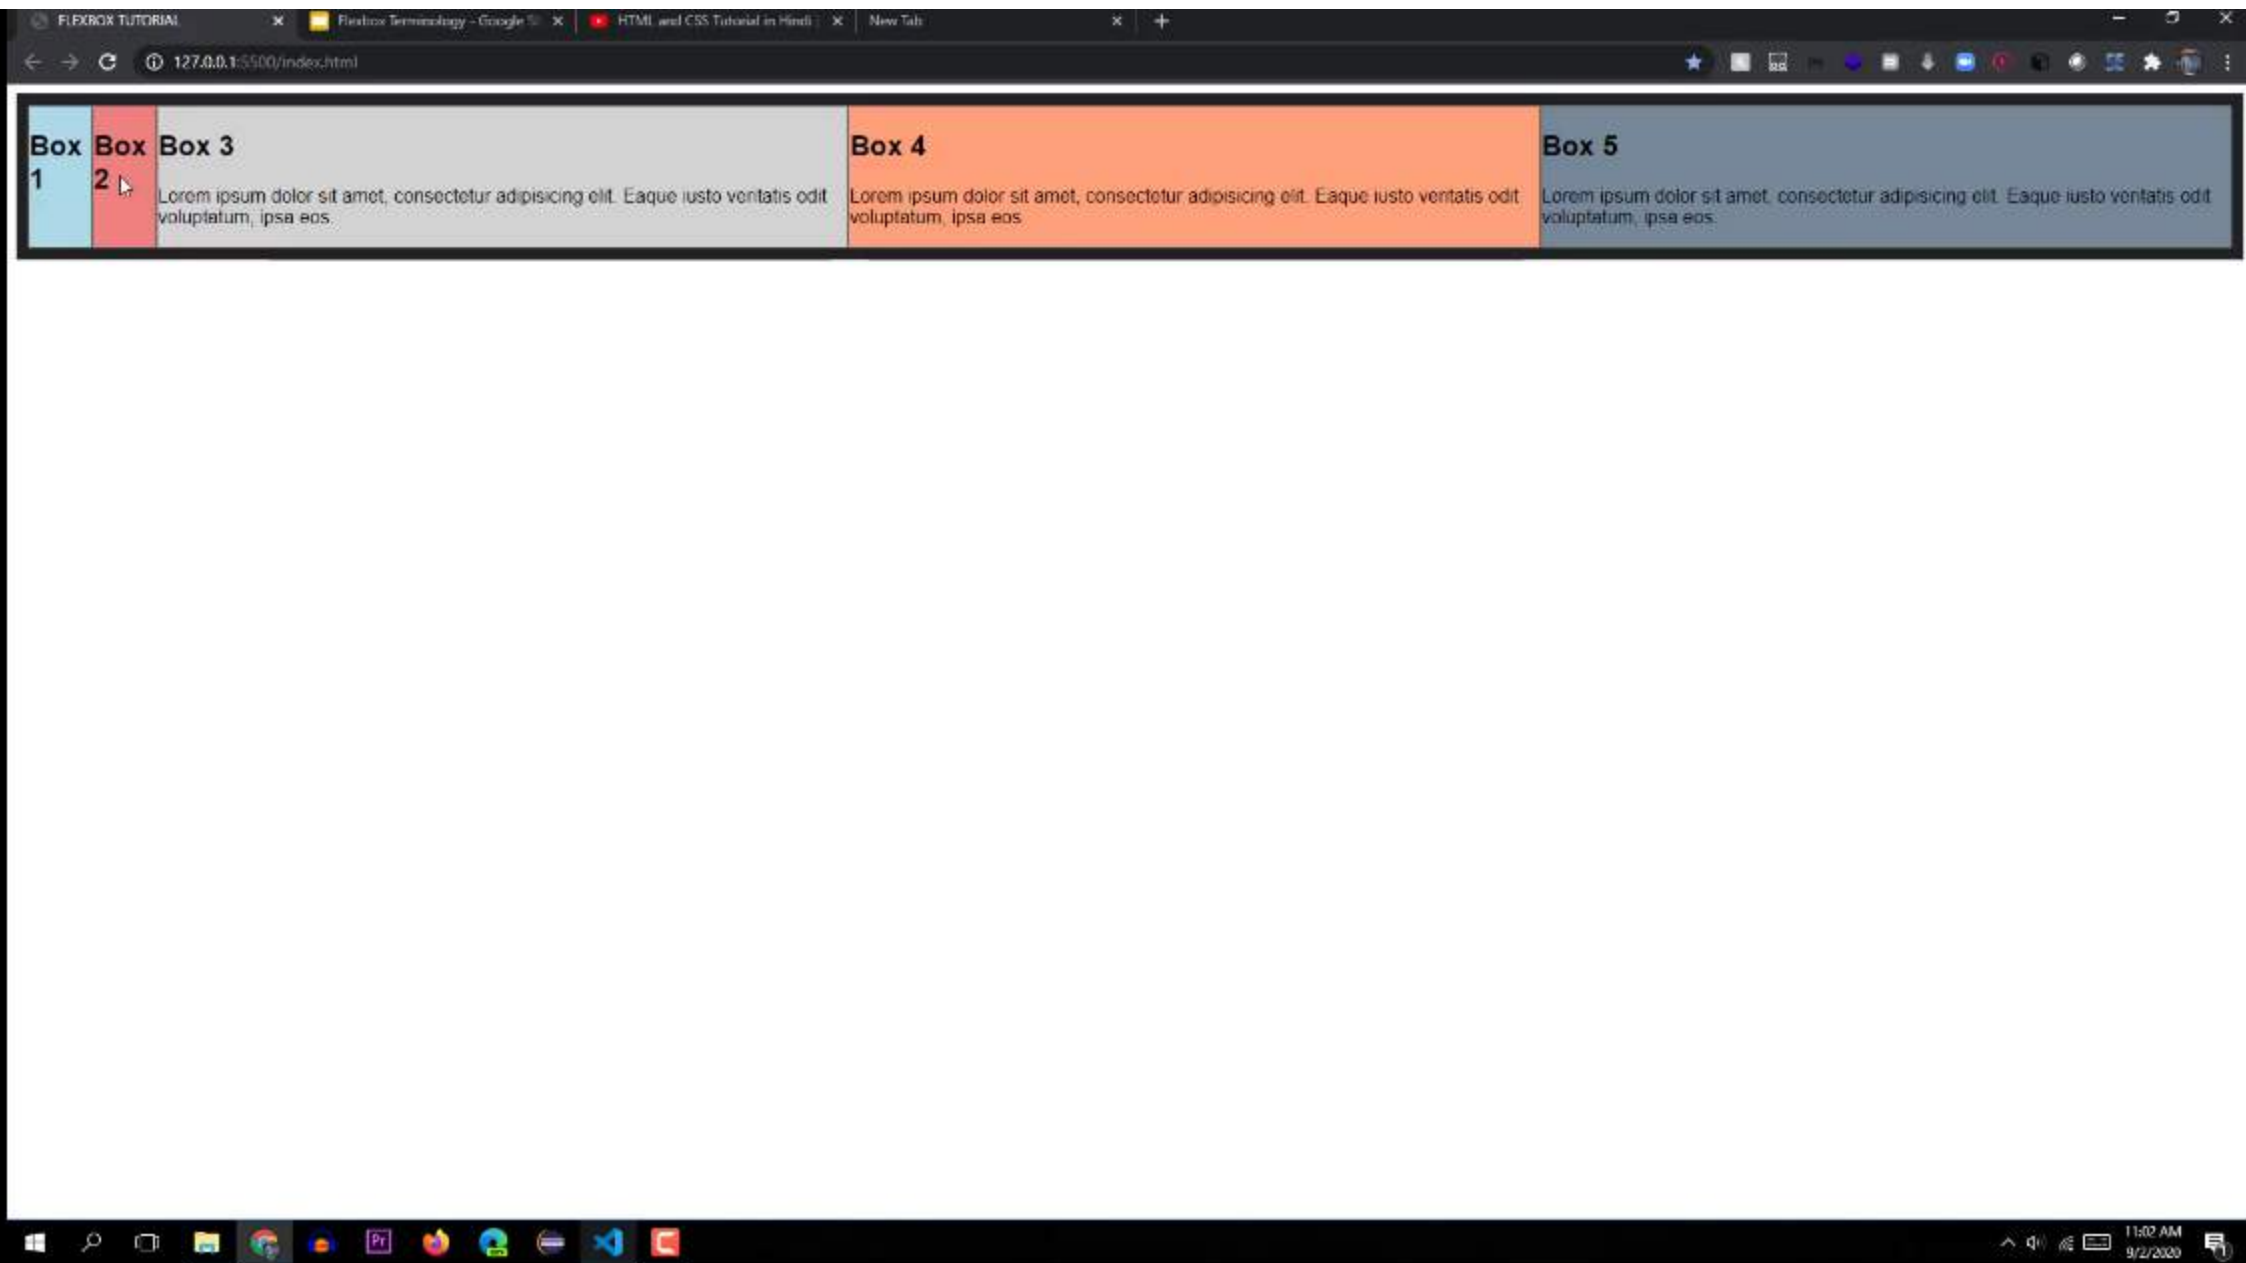 FLEXBOX TUTORIAL
Flexbox Terminology - Google
HTML and CSS Tutorial in Hindi
New Tab
127.0.0.1:5500/index.html
Box 1
Box 2
Box 3
Lorem ipsum dolor sit amet, consectetur adipisicing elit. Eaque iusto veritatis odit
voluptatum, ipsa eos.
Box 4
Lorem ipsum dolor sit amet, consectetur adipisicing elit. Eaque iusto veritatis odit
voluptatum, ipsa eos.
Box 5
Lorem ipsum dolor sit amet, consectetur adipisicing elit. Eaque iusto veritatis odit
voluptatum, ipsa eos.
Pr
11:02 AM
9/2/2020